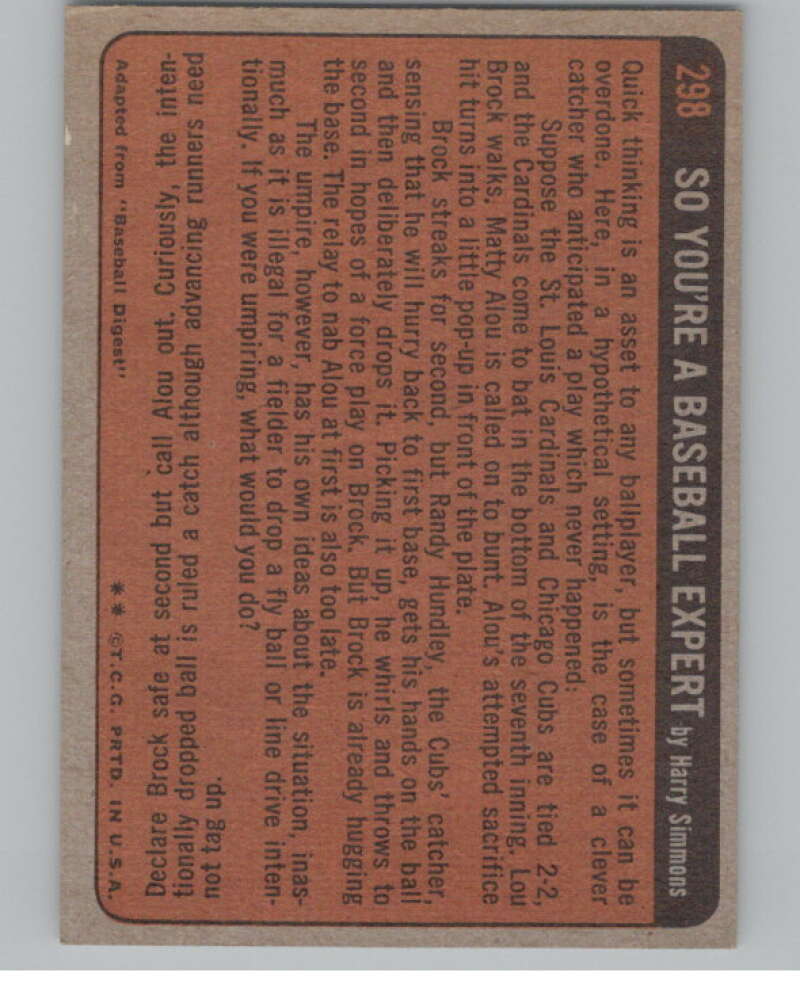 298 SO YOU'RE A BASEBALL EXPERT by Harry Simmons
Quick thinking is an asset to any ballplayer, but sometimes it can be
overdone. Here, in a hypothetical setting, is the case of a clever
catcher who anticipated a play which never happened:
Suppose the St. Louis Cardinals and Chicago Cubs are tied 2-2,
and the Cardinals come to bat in the bottom of the seventh inning. Lou
Brock walks. Matty Alou is called on to bunt. Alou's attempted sacrifice
hit turns into a little pop-up in front of the plate.
Brock streaks for second, but Randy Hundley, the Cubs' catcher,
sensing that he will hurry back to first base, gets his hands on the ball
and then deliberately drops it. Picking it up, he whirls and throws to
second in hopes of a force play on Brock. But Brock is already hugging
the base. The relay to nab Alou at first is also too late.
The umpire, however, has his own ideas about the situation, inas-
much as it is illegal for a fielder to drop a fly ball or line drive inten-
tionally. If you were umpiring, what would you do?
Declare Brock safe at second but call Alou out. Curiously, the inten-
tionally dropped ball is ruled a catch although advancing runners need
not tag up.
Adapted from "Baseball Digest" ** ©T.C.G. PRTD. IN U.S.A.